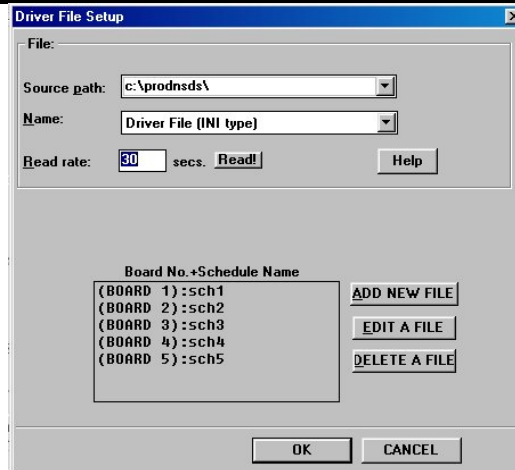 Driver File Setup
File:
Source path: c:\prodnsds\
Name: Driver File (INI type)
Read rate: 30 secs. Read! Help
Board No.+Schedule Name
(BOARD 1):sch1
(BOARD 2):sch2
(BOARD 3):sch3
(BOARD 4):sch4
(BOARD 5):sch5
ADD NEW FILE
EDIT A FILE
DELETE A FILE
OK CANCEL